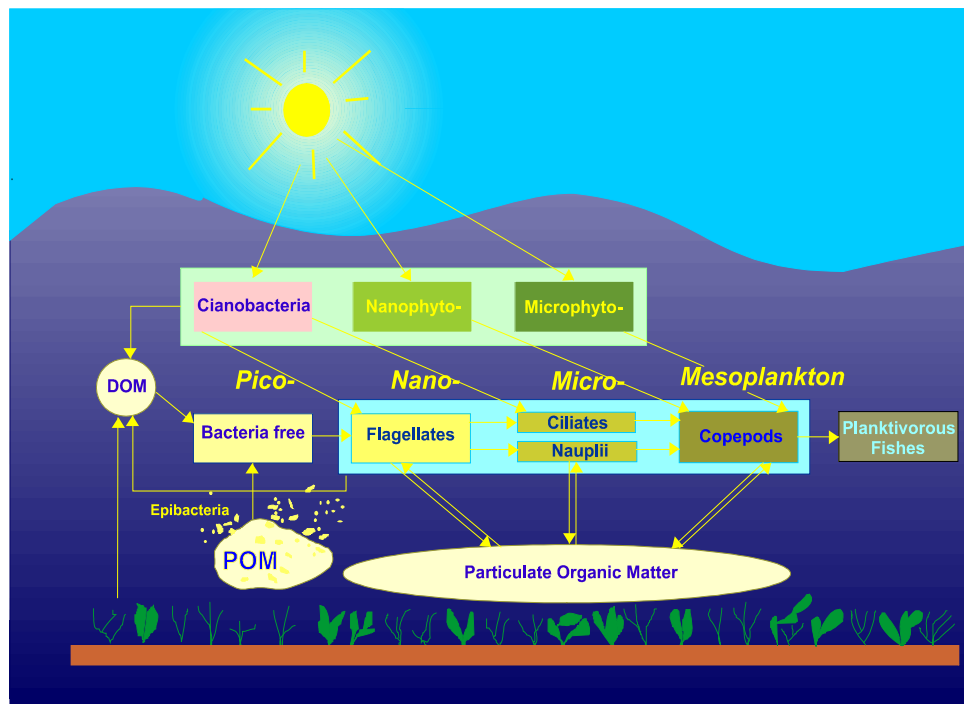 Cianobacteria
Nanophyto-
Microphyto-
Pico-
Nano-
Micro-
Mesoplankton
DOM
Bacteria free
Flagellates
Ciliates
Nauplii
Copepods
Planktivorous
Fishes
Epibacteria
POM
Particulate Organic Matter